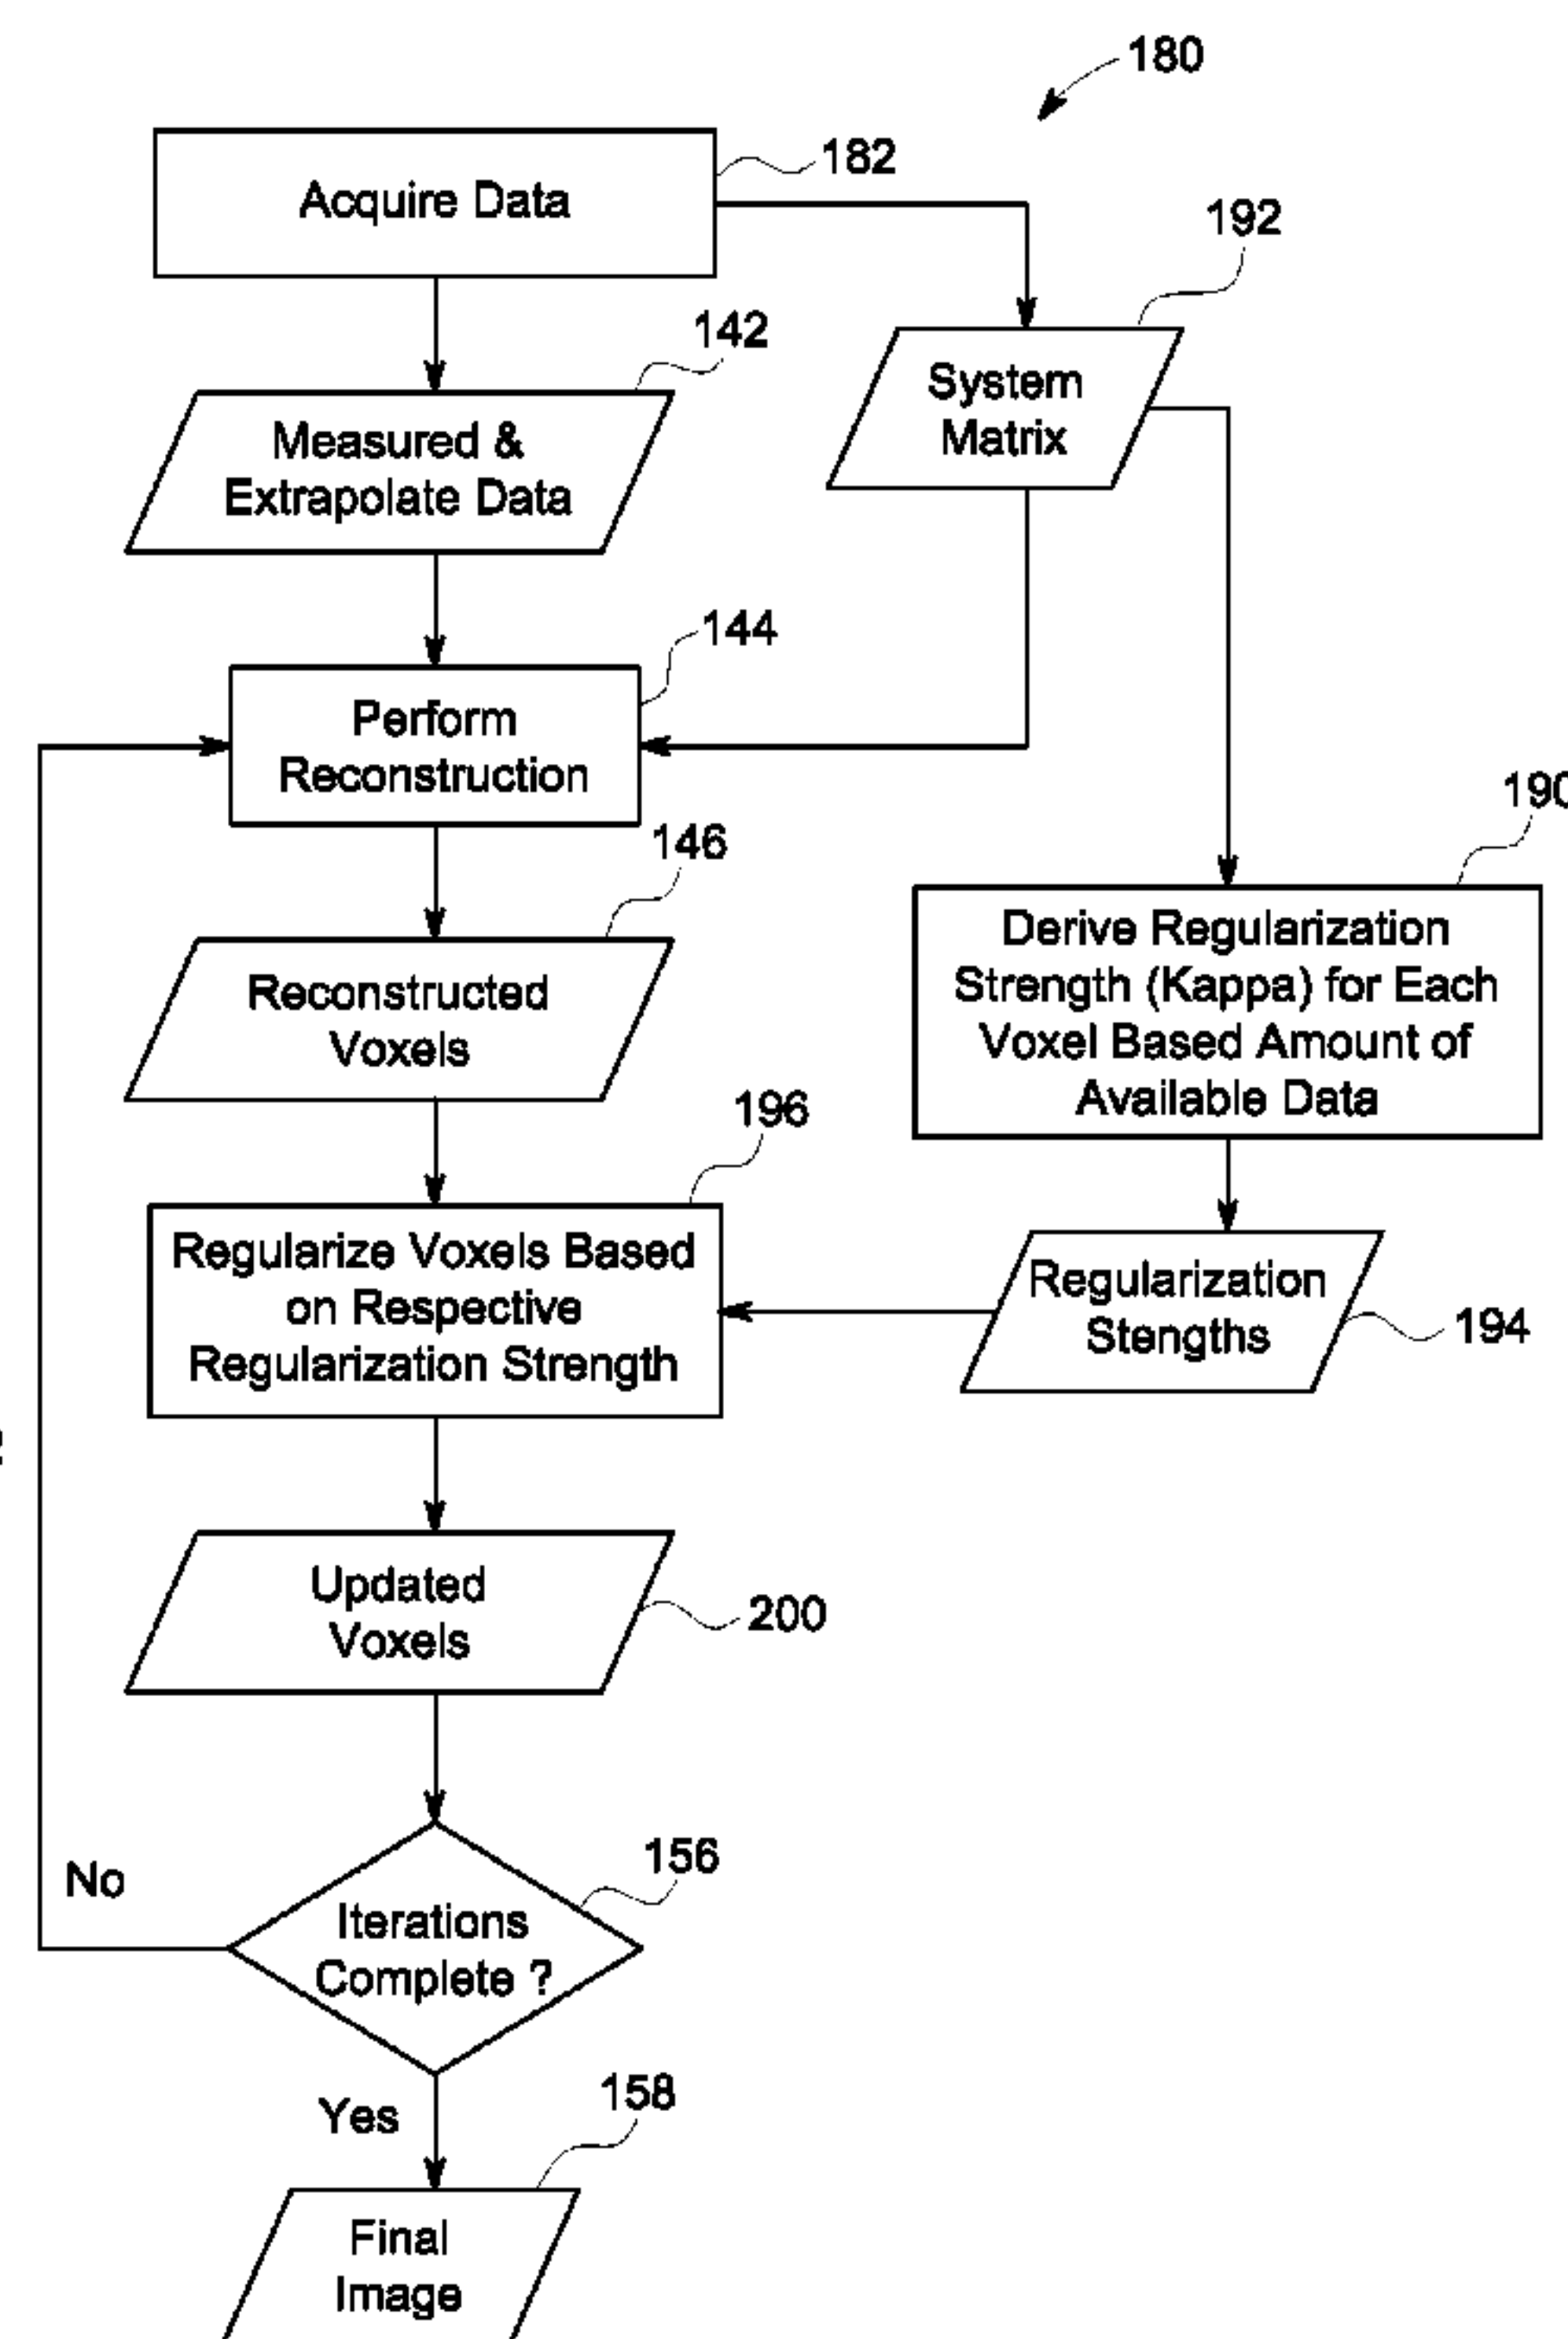 180
Acquire Data
182
192
142
System
Matrix
Measured &
Extrapolate Data
144
Perform
Reconstruction
190
146
Derive Regularization
Strength (Kappa) for Each
Voxel Based Amount of
Available Data
Reconstructed
Voxels
196
Regularize Voxels Based
on Respective
Regularization Strength
Regularization
Stengths
194
Updated
Voxels
200
156
No
Iterations
Complete ?
Yes
158
Final
Image